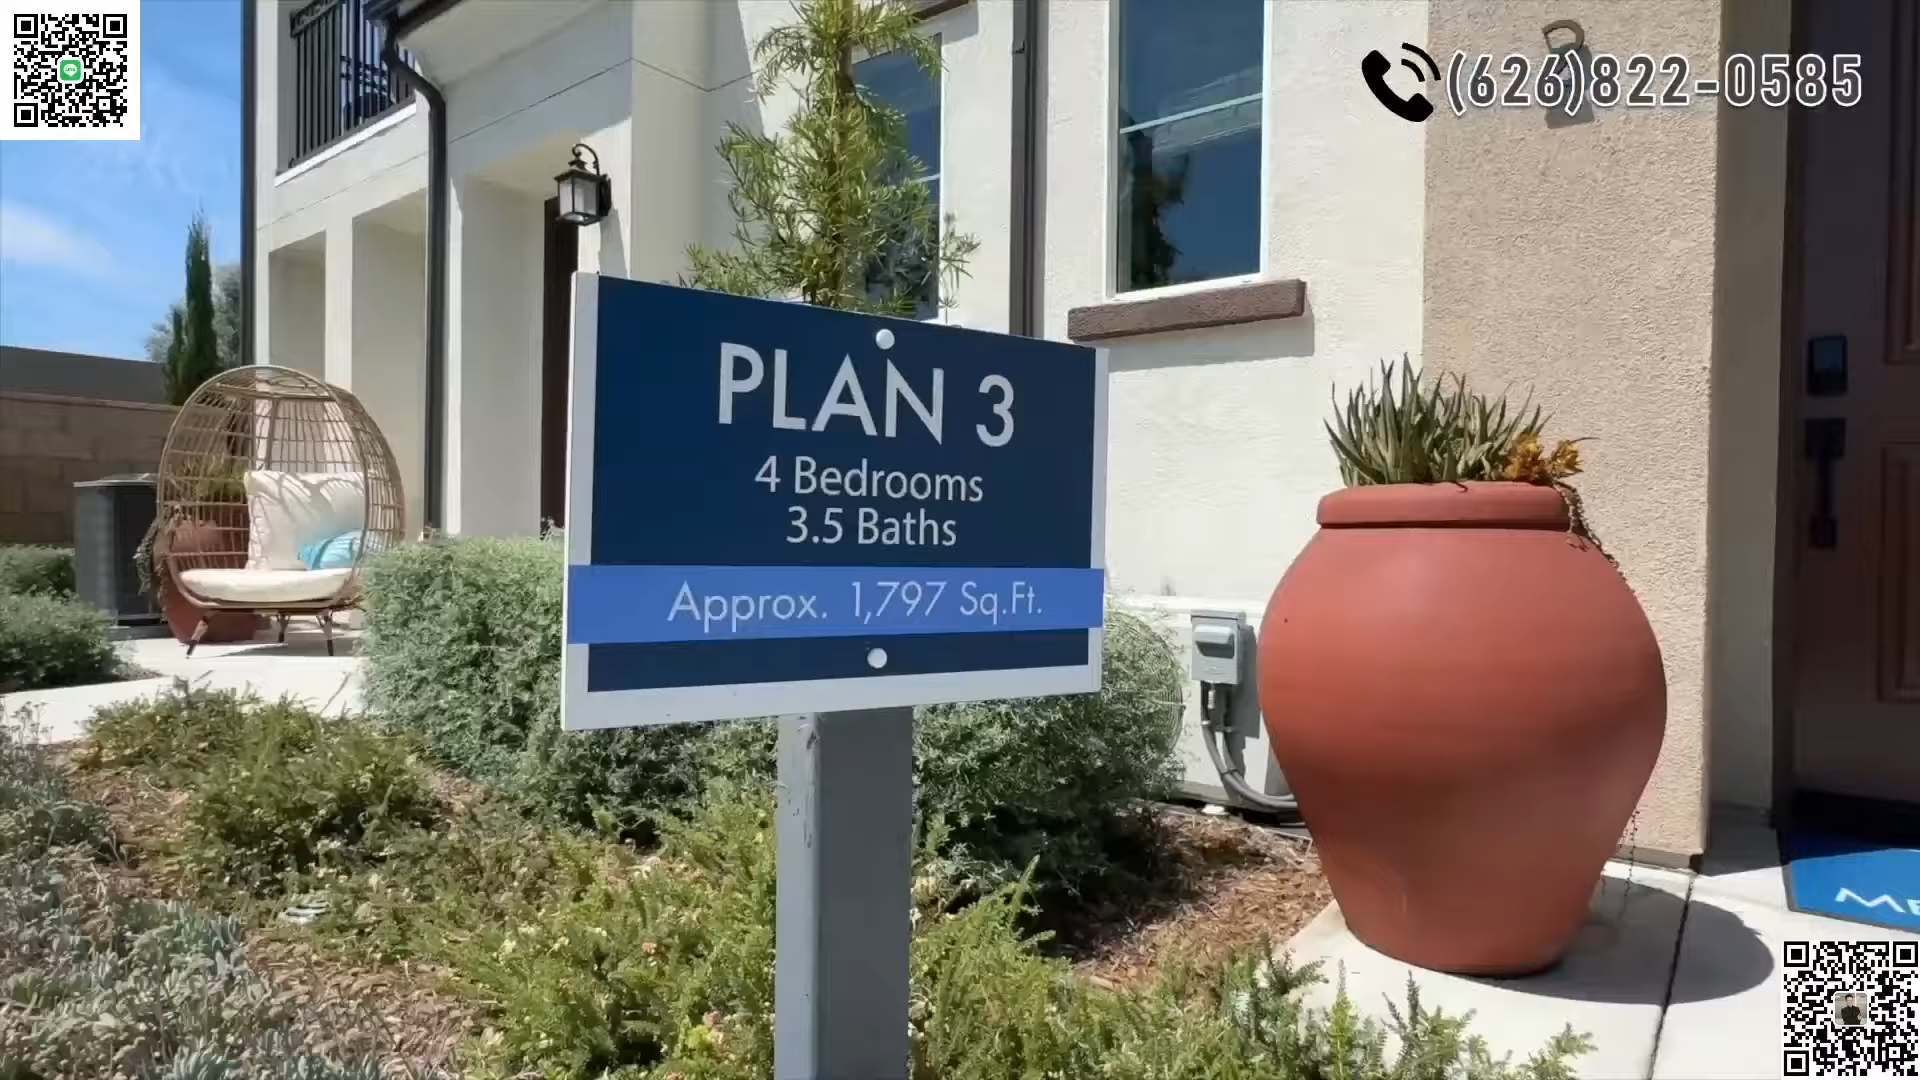 (626)822-0585
PLAN 3
4 Bedrooms
3.5 Baths
Approx. 1,797 Sq.Ft.